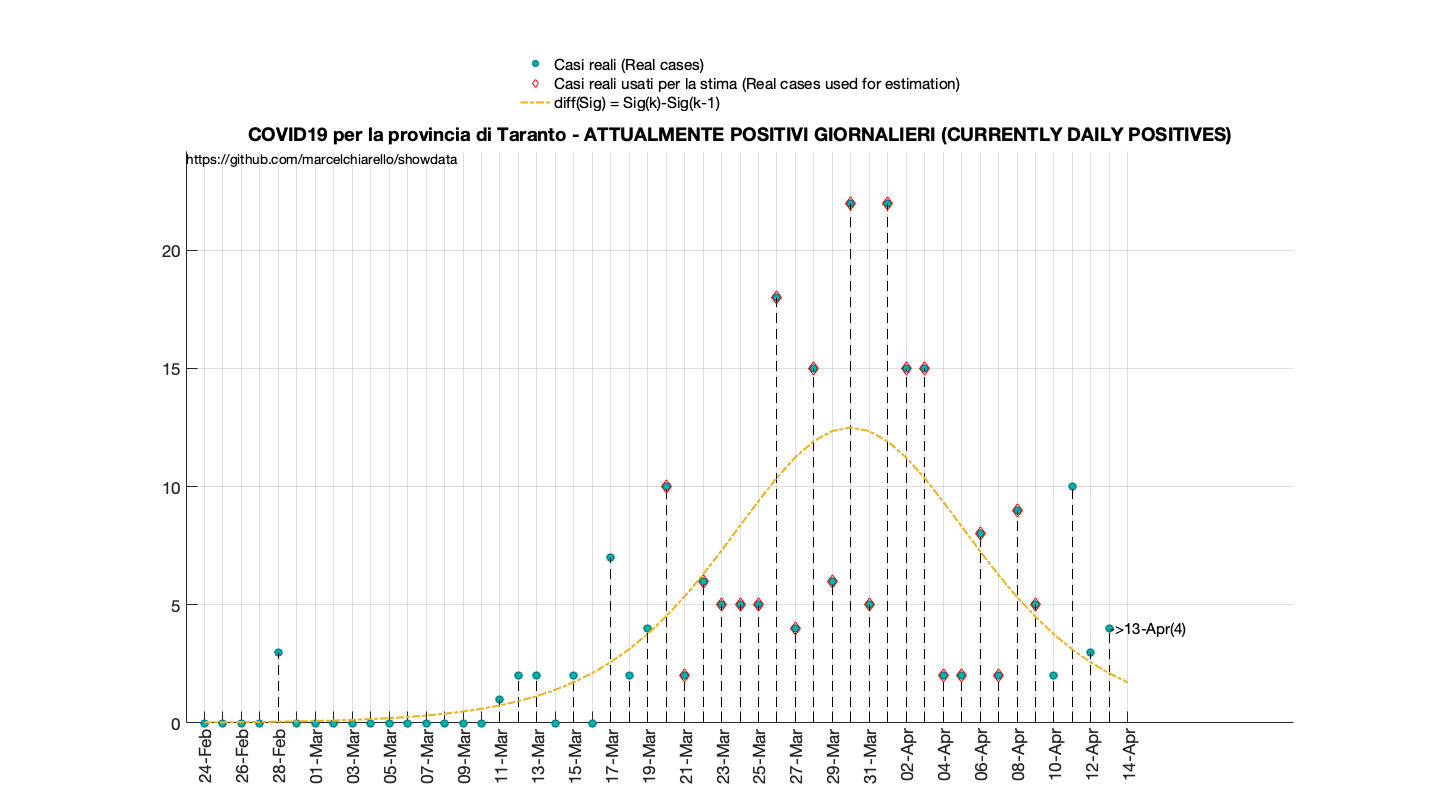 Casi reali (Real cases)
Casi reali usati per la stima (Real cases used for estimation)
diff(Sig) = Sig(k)-Sig(k-1)
COVID19 per la provincia di Taranto - ATTUALMENTE POSITIVI GIORNALIERI (CURRENTLY DAILY POSITIVES)
https://github.com/marcelchiarello/showdata
20
15
10
5
0
->13-Apr(4)
24-Feb
26-Feb
28-Feb
01-Mar
03-Mar
05-Mar
07-Mar
09-Mar
11-Mar
13-Mar
15-Mar
17-Mar
19-Mar
21-Mar
23-Mar
25-Mar
27-Mar
29-Mar
31-Mar
02-Apr
04-Apr
06-Apr
08-Apr
10-Apr
12-Apr
14-Apr